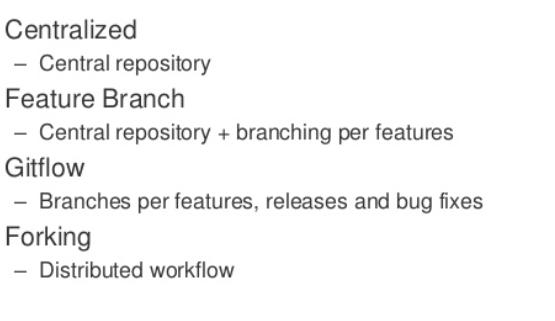 Centralized
– Central repository
Feature Branch
– Central repository + branching per features
Gitflow
– Branches per features, releases and bug fixes
Forking
– Distributed workflow